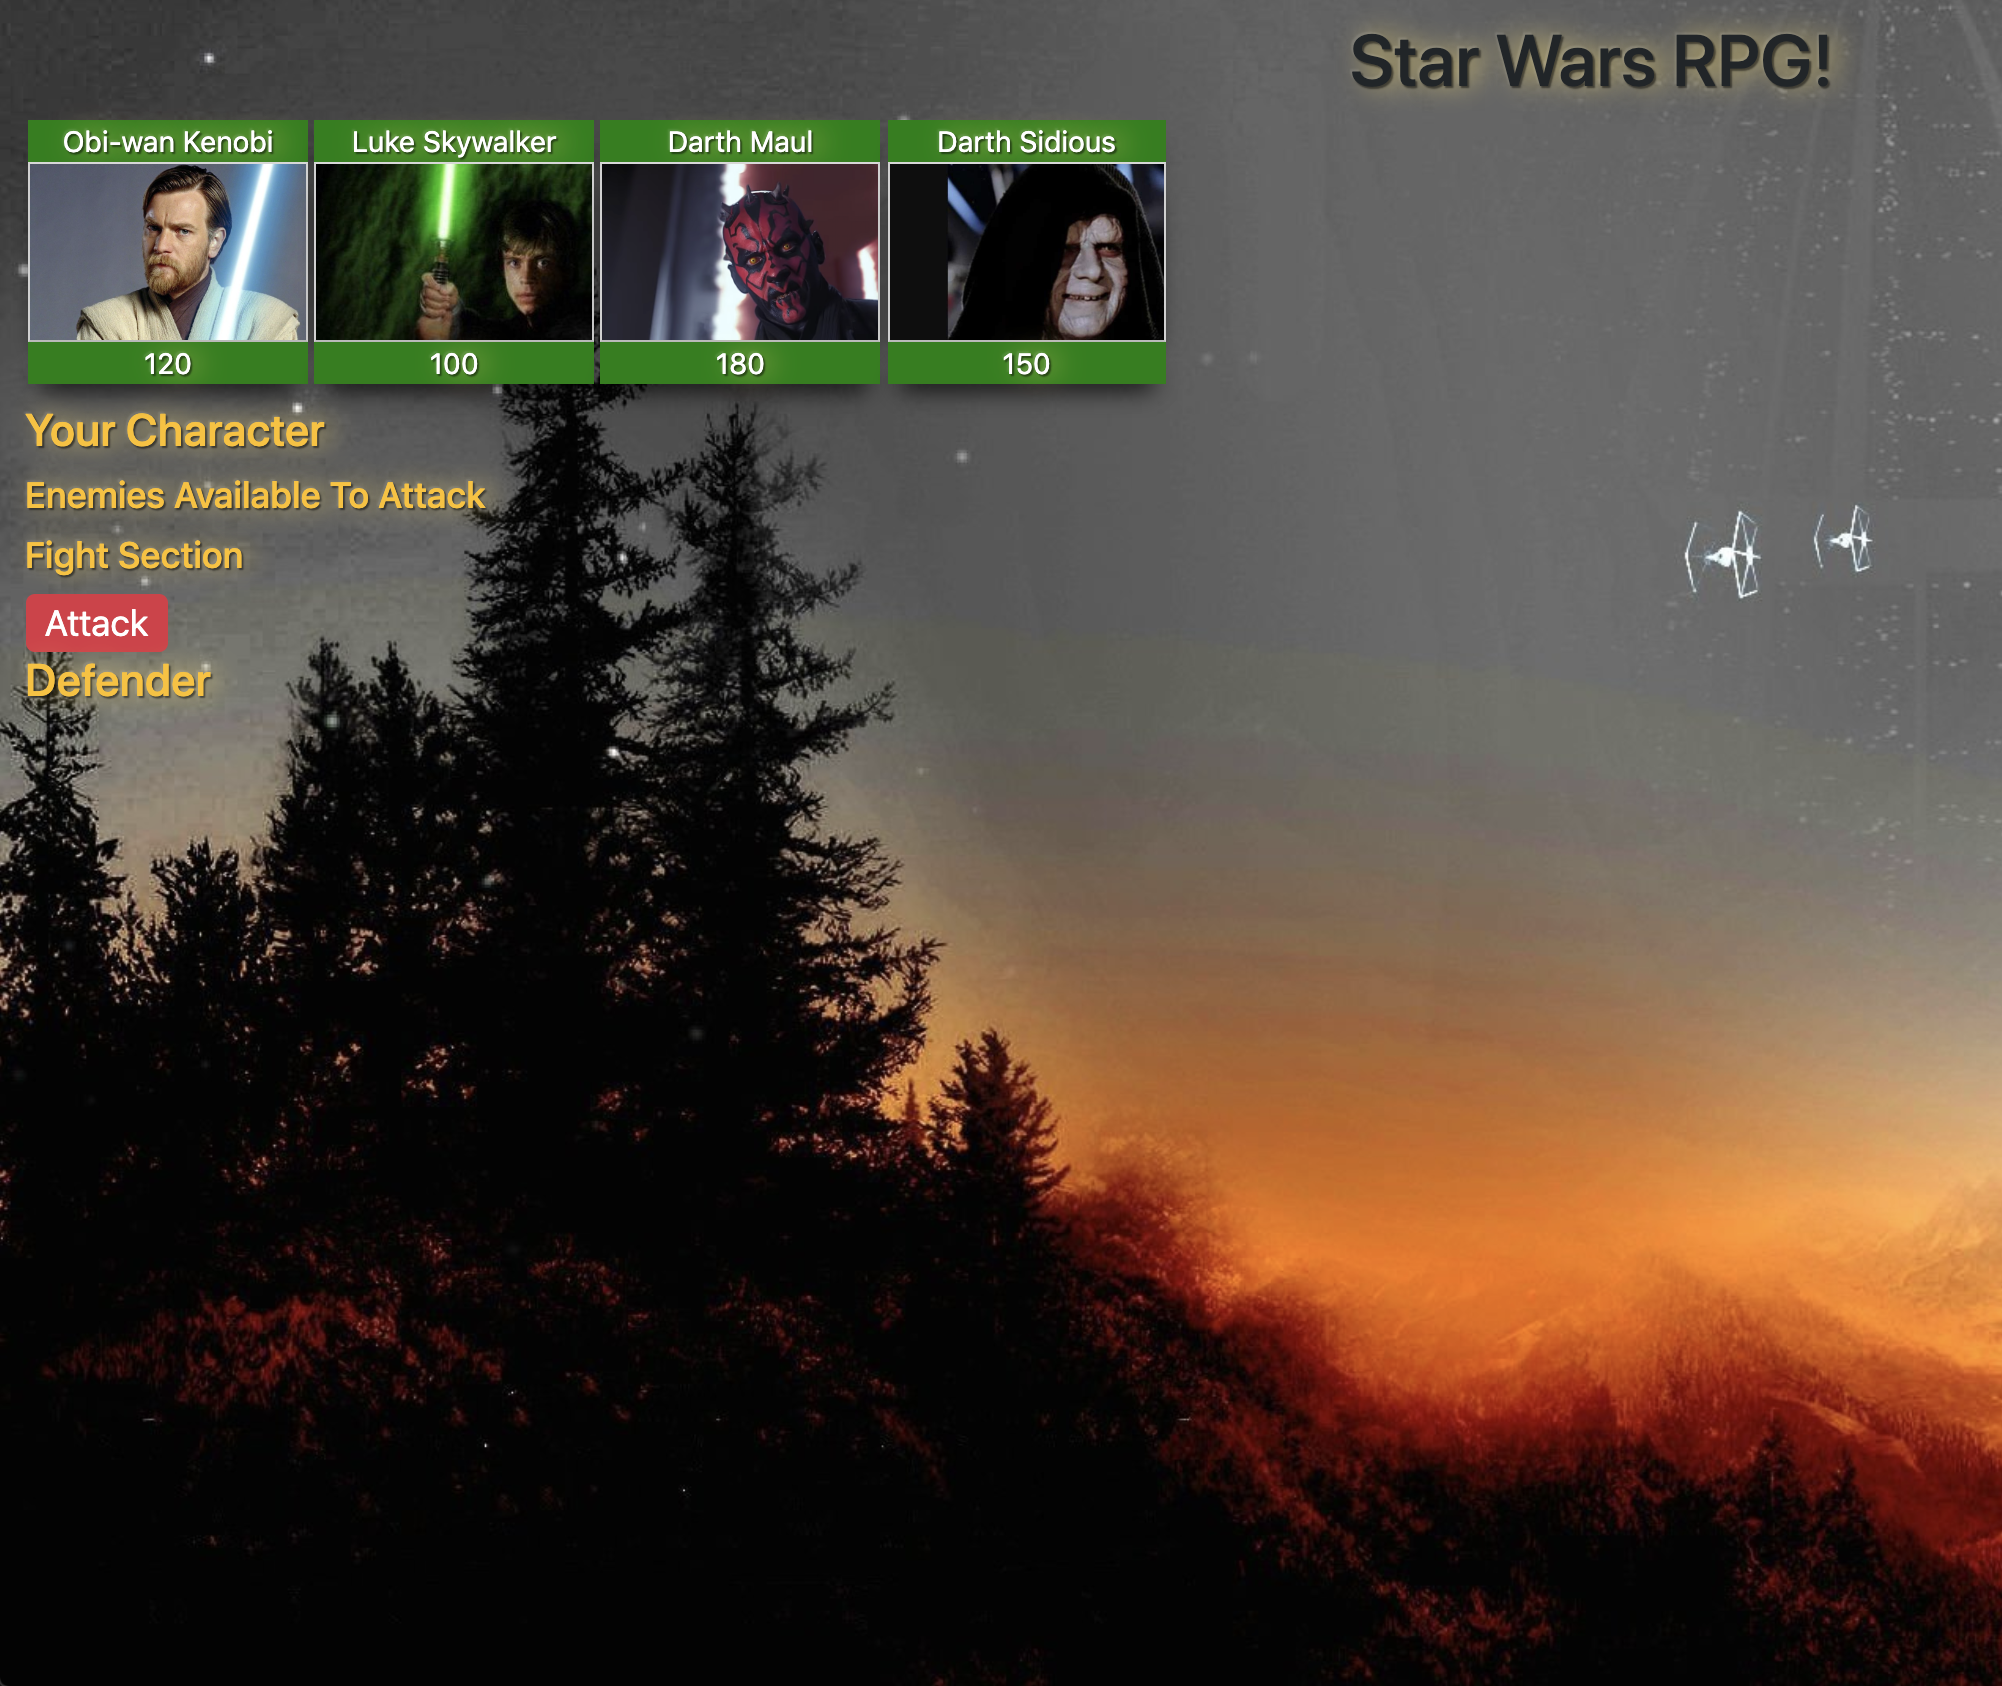 Star Wars RPG!
Obi-wan Kenobi
Luke Skywalker
Darth Maul
Darth Sidious
120
100
180
150
Your Character
Enemies Available To Attack
Fight Section
Attack
Defender